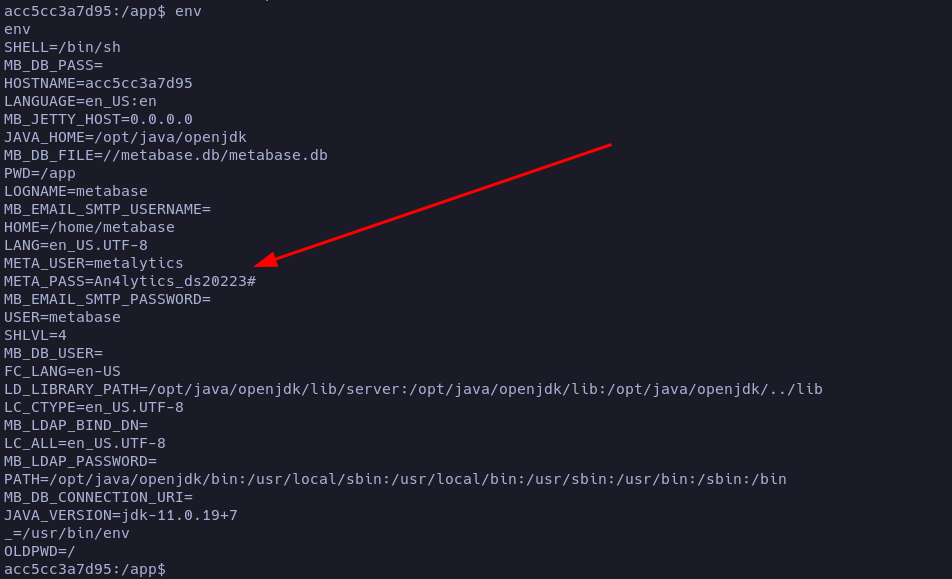 acc5cc3a7d95:/app$ env
env
SHELL=/bin/sh
MB_DB_PASS=
HOSTNAME=acc5cc3a7d95
LANGUAGE=en_US:en
MB_JETTY_HOST=0.0.0.0
JAVA_HOME=/opt/java/openjdk
MB_DB_FILE=//metabase.db/metabase.db
PWD=/app
LOGNAME=metabase
MB_EMAIL_SMTP_USERNAME=
HOME=/home/metabase
LANG=en_US.UTF-8
META_USER=metalytics
META_PASS=An4lytics_ds20223#
MB_EMAIL_SMTP_PASSWORD=
USER=metabase
SHLVL=4
MB_DB_USER=
FC_LANG=en-US
LD_LIBRARY_PATH=/opt/java/openjdk/lib/server:/opt/java/openjdk/lib:/opt/java/openjdk/../lib
LC_CTYPE=en_US.UTF-8
MB_LDAP_BIND_DN=
LC_ALL=en_US.UTF-8
MB_LDAP_PASSWORD=
PATH=/opt/java/openjdk/bin:/usr/local/sbin:/usr/local/bin:/usr/sbin:/usr/bin:/sbin:/bin
MB_DB_CONNECTION_URI=
JAVA_VERSION=jdk-11.0.19+7
_=/usr/bin/env
OLDPWD=/
acc5cc3a7d95:/app$